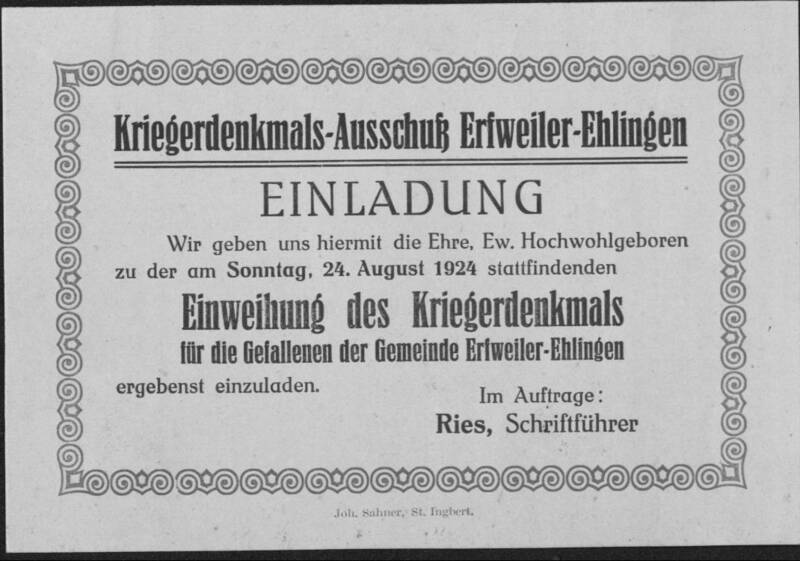 Kriegerdenkmals-Ausschuß Erfweiler-Ehlingen
EINLADUNG
Wir geben uns hiermit die Ehre, Ew. Hochwohlgeboren
zu der am Sonntag, 24. August 1924 stattfindenden
Einweihung des Kriegerdenkmals
für die Gefallenen der Gemeinde Erfweiler-Ehlingen
ergebenst einzuladen.
Im Auftrage:
Ries, Schriftführer
Joh. Sahner, St. Ingbert.